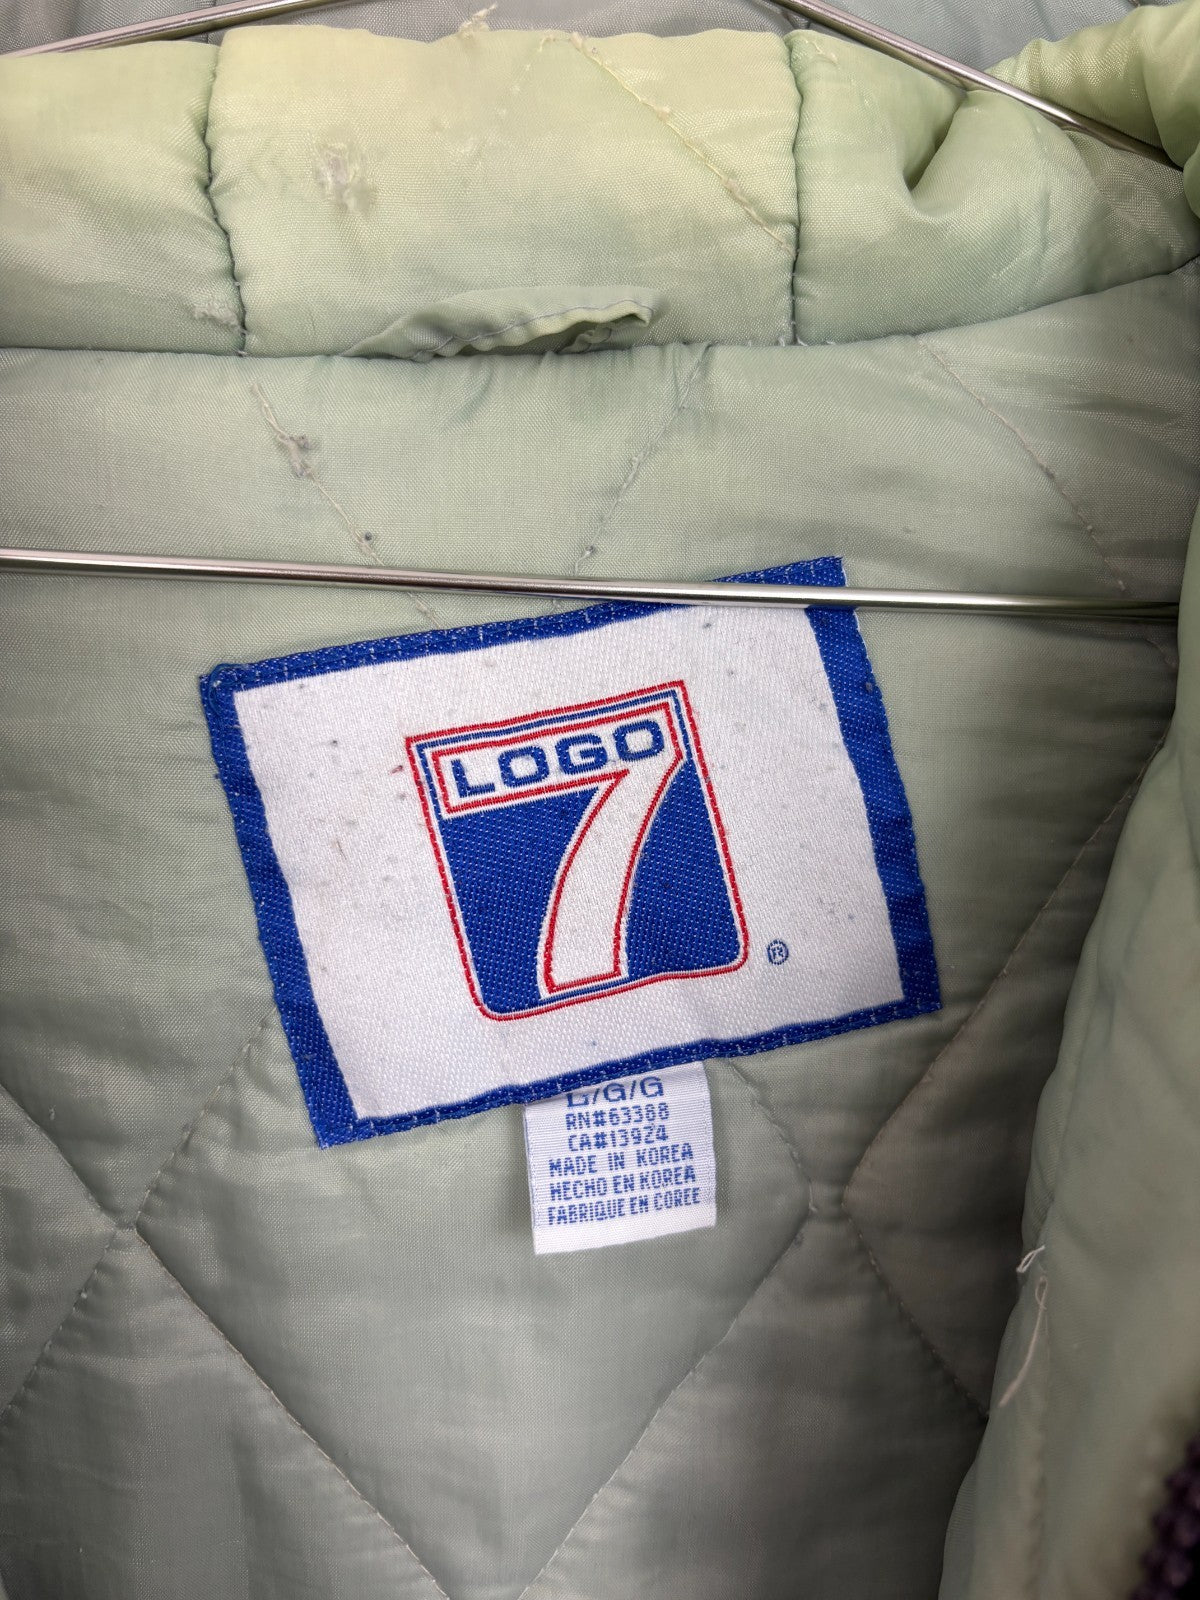 LOGO
7
®
L/G/G
RN#63388
CA#13924
MADE IN KOREA
HECHO EN KOREA
FABRIQUE EN COREE